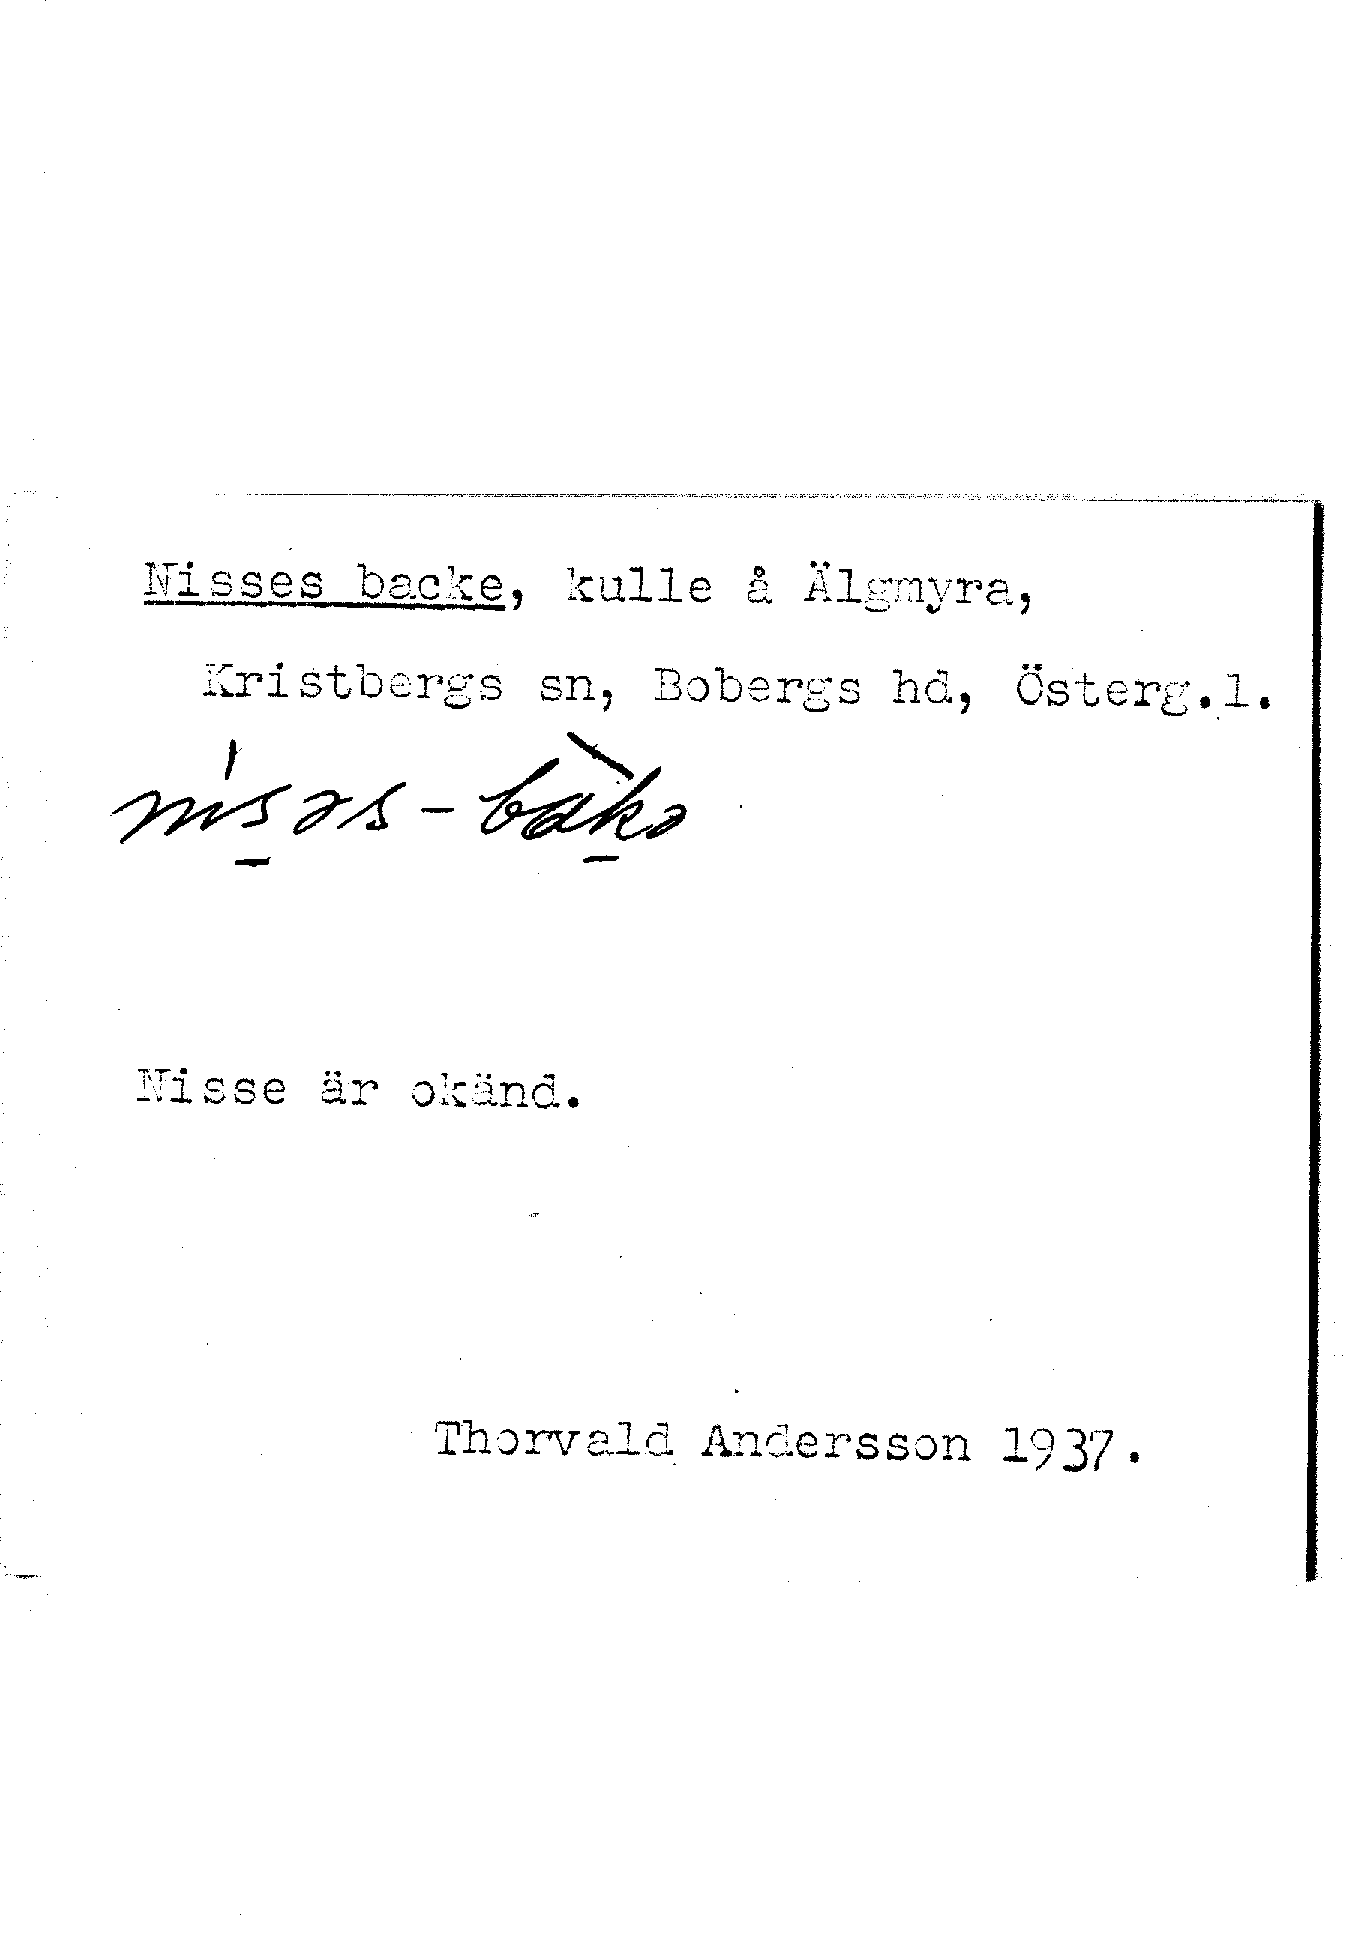 Nisses backe, kulle å Älgmyra,
Kristbergs sn, Bobergs hd, Österg.l.
nisəs-bakə
Nisse är okänd.
Thorvald Andersson 1937.